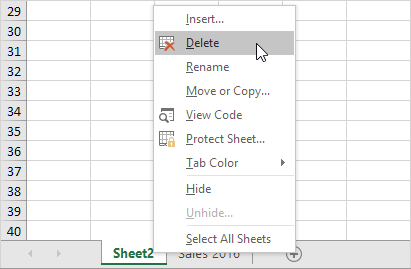 29
Insert...
30
Delete
31
32
Rename
33
Move or Copy...
34
View Code
35
Protect Sheet...
36
Tab Color
37
38
Hide
39
Unhide...
40
Select All Sheets
Sheet2 Sales 2016